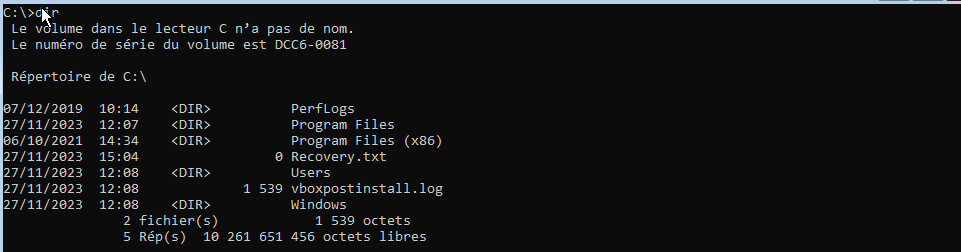 C:\>dir
Le volume dans le lecteur C n’a pas de nom.
Le numéro de série du volume est DCC6-0081
Répertoire de C:\
07/12/2019  10:14    <DIR>          PerfLogs
27/11/2023  12:07    <DIR>          Program Files
06/10/2021  14:34    <DIR>          Program Files (x86)
27/11/2023  15:04                 0 Recovery.txt
27/11/2023  12:08    <DIR>          Users
27/11/2023  12:08             1 539 vboxpostinstall.log
27/11/2023  12:08    <DIR>          Windows
2 fichier(s)            1 539 octets
5 Rép(s)  10 261 651 456 octets libres